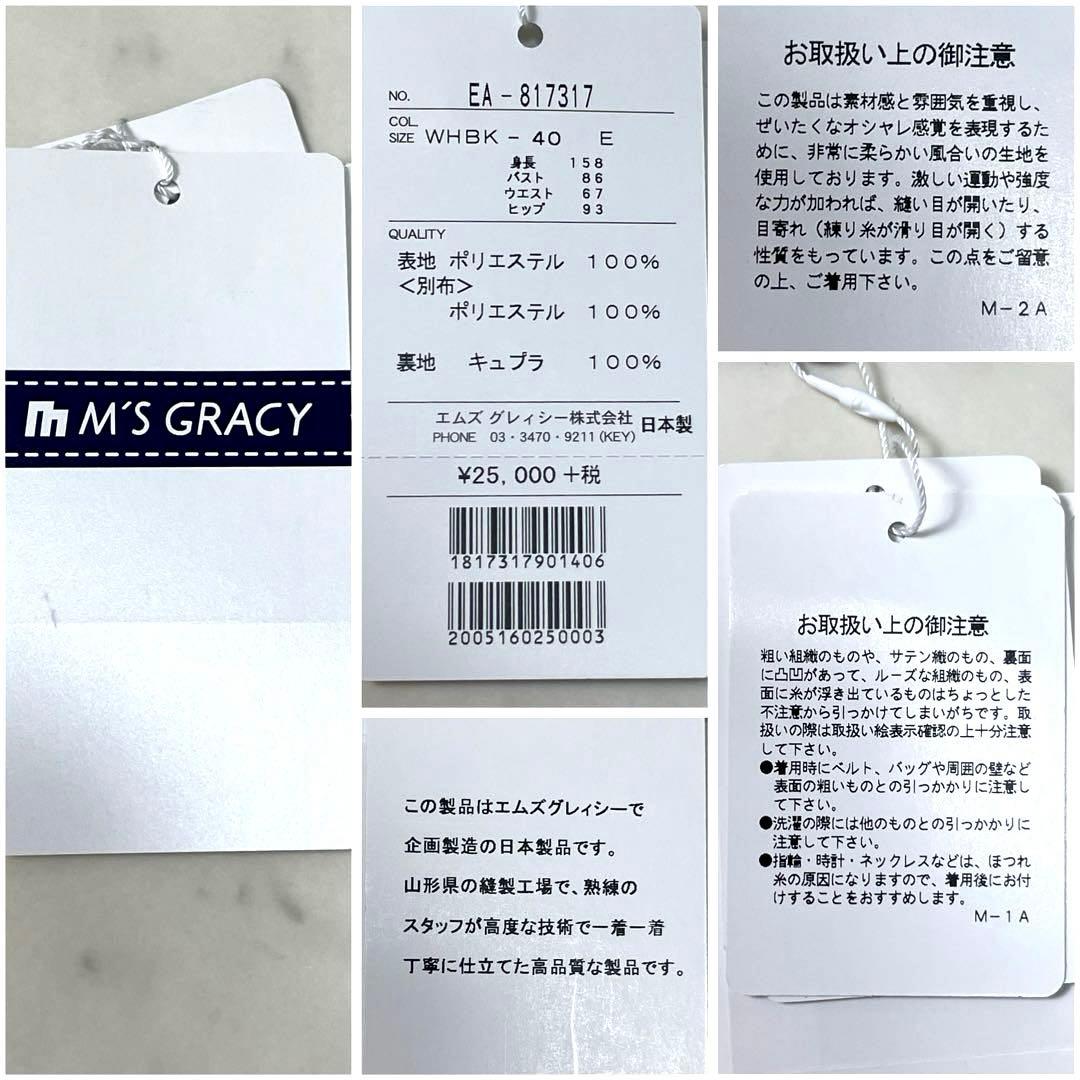 M'S GRACY
NO. EA-817317
COL.
SIZE WHBK-40 E
身長 158
バスト 86
ウエスト 67
ヒップ 93
QUALITY
表地 ポリエステル 100%
<別布>
ポリエステル 100%
裏地 キュプラ 100%
エムズ グレィシー株式会社 日本製
PHONE 03・3470・9211(KEY)
¥25,000+税
1817317901406
2005160250003
この製品はエムズグレィシーで
企画製造の日本製品です。
山形県の縫製工場で、熟練の
スタッフが高度な技術で一着一着
丁寧に仕立てた高品質な製品です。
お取扱い上の御注意
この製品は素材感と雰囲気を重視し、
ぜいたくなオシャレ感覚を表現するた
めに、非常に柔らかい風合いの生地を
使用しております。激しい運動や強度
な力が加われば、縫い目が開いたり、
目寄れ(練り糸が滑り目が開く)する
性質をもっています。この点をご留意
の上、ご着用下さい。
M-2A
お取扱い上の御注意
粗い組織のものや、サテン織のもの、裏面
に凸凹があって、ルーズな組織のもの、表
面に糸が浮き出ているものはちょっとした
不注意から引っかけてしまいがちです。取
扱いの際は取扱い絵表示確認の上十分注意
して下さい。
●着用時にベルト、バッグや周囲の壁など
表面の粗いものとの引っかかりに注意し
て下さい。
●洗濯の際には他のものとの引っかかりに
注意して下さい。
●指輪・時計・ネックレスなどは、ほつれ
糸の原因になりますので、着用後にお付
けすることをおすすめします。
M-1A